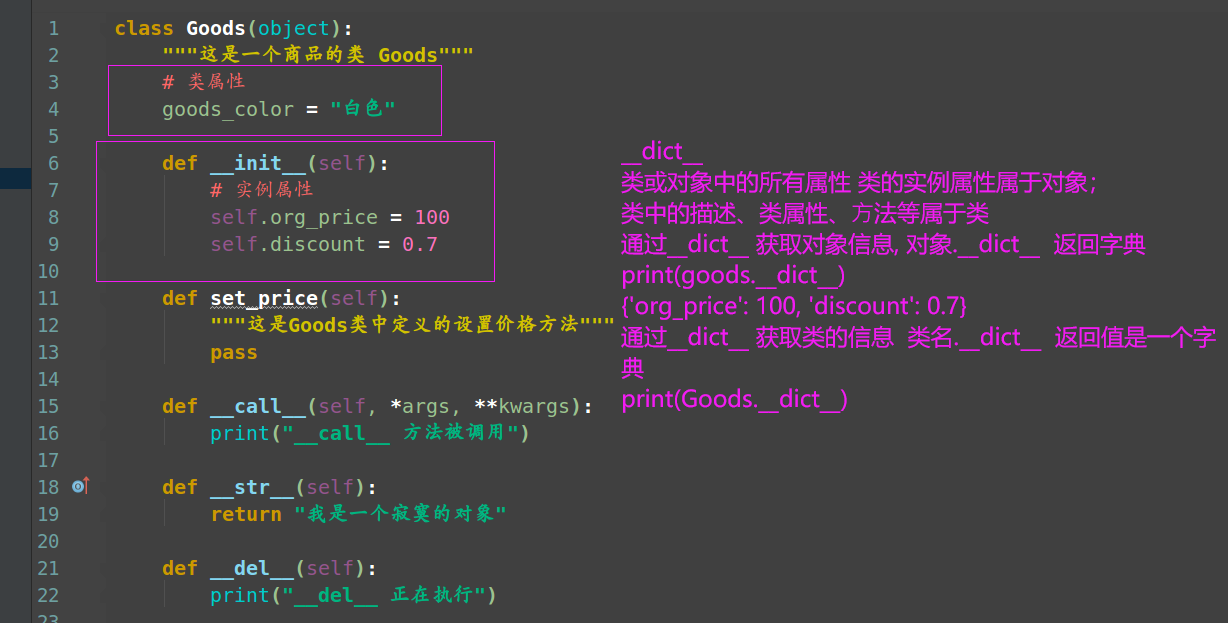 1 class Goods(object):
2 """这是一个商品的类 Goods"""
3 # 类属性
4 goods_color = "白色"
5
6 def __init__(self):
7 # 实例属性
8 self.org_price = 100
9 self.discount = 0.7
10
11 def set_price(self):
12 """这是Goods类中定义的设置价格方法"""
13 pass
14
15 def __call__(self, *args, **kwargs):
16 print("__call__ 方法被调用")
17
18 def __str__(self):
19 return "我是一个寂寞的对象"
20
21 def __del__(self):
22 print("__del__ 正在执行")
23
__dict__
类或对象中的所有属性 类的实例属性属于对象；
类中的描述、类属性、方法等属于类
通过__dict__ 获取对象信息, 对象.__dict__ 返回字典
print(goods.__dict__)
{'org_price': 100, 'discount': 0.7}
通过__dict__ 获取类的信息 类名.__dict__ 返回值是一个字
典
print(Goods.__dict__)